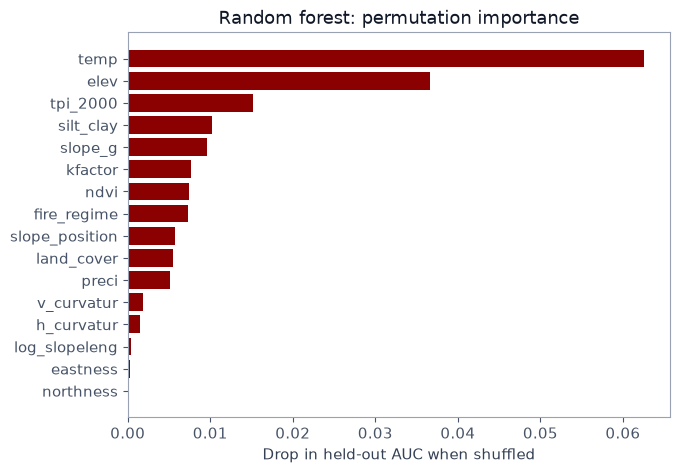 Random forest: permutation importance
temp
elev
tpi_2000
silt_clay
slope_g
kfactor
ndvi
fire_regime
slope_position
land_cover
preci
v_curvatur
h_curvatur
log_slopeleng
eastness
northness
0.00 0.01 0.02 0.03 0.04 0.05 0.06
Drop in held-out AUC when shuffled